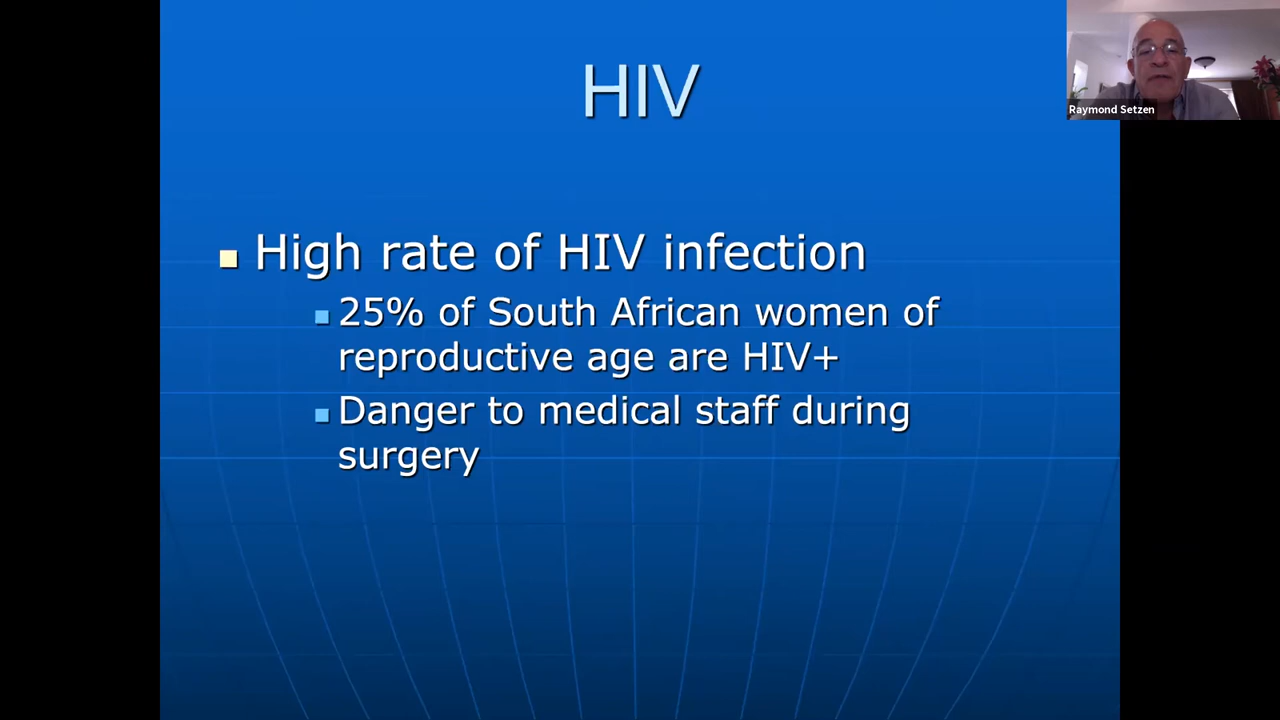 HIV
Raymond Setzen
High rate of HIV infection
25% of South African women of
reproductive age are HIV+
Danger to medical staff during
surgery